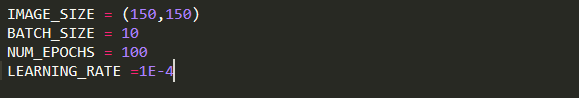 IMAGE_SIZE = (150,150)
BATCH_SIZE = 10
NUM_EPOCHS = 100
LEARNING_RATE =1E-4